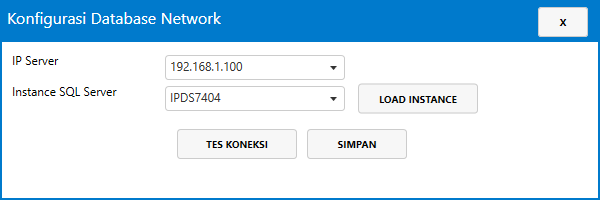 Konfigurasi Database Network
X
IP Server
192.168.1.100
Instance SQL Server
IPDS7404
LOAD INSTANCE
TES KONEKSI
SIMPAN